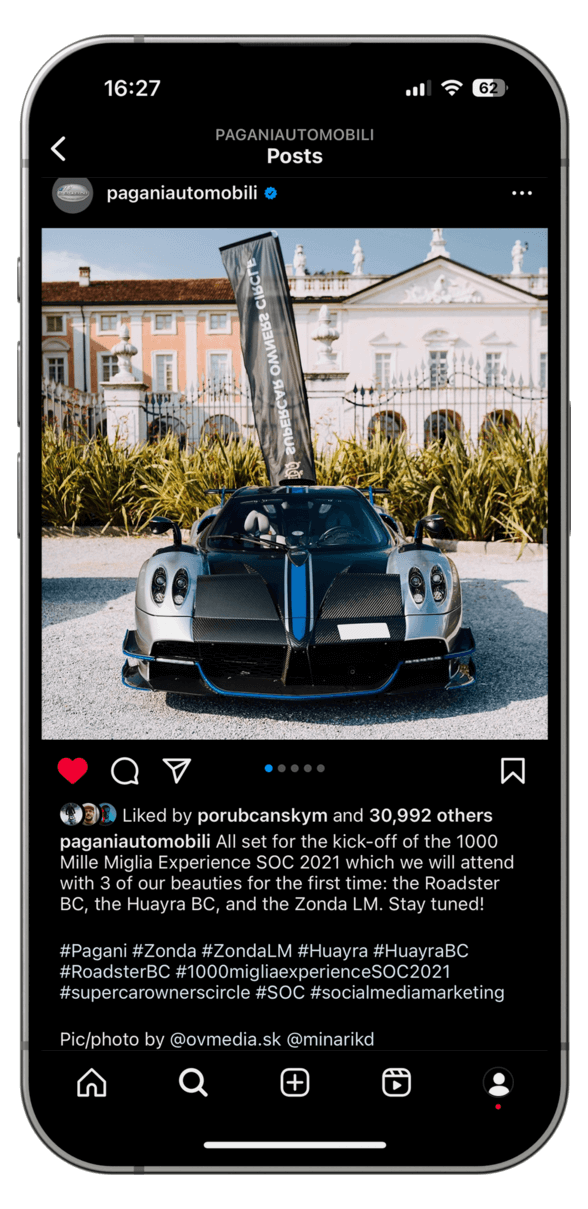 16:27
62
PAGANIAUTOMOBILI
Posts
paganiautomobili
SUPERCAR OWNERS CIRCLE
Liked by porubcanskym and 30,992 others
paganiautomobili All set for the kick-off of the 1000
Mille Miglia Experience SOC 2021 which we will attend
with 3 of our beauties for the first time: the Roadster
BC, the Huayra BC, and the Zonda LM. Stay tuned!
#Pagani #Zonda #ZondaLM #Huayra #HuayraBC
#RoadsterBC #1000migliaexperienceSOC2021
#supercarownerscircle #SOC #socialmediamarketing
Pic/photo by @ovmedia.sk @minarikd